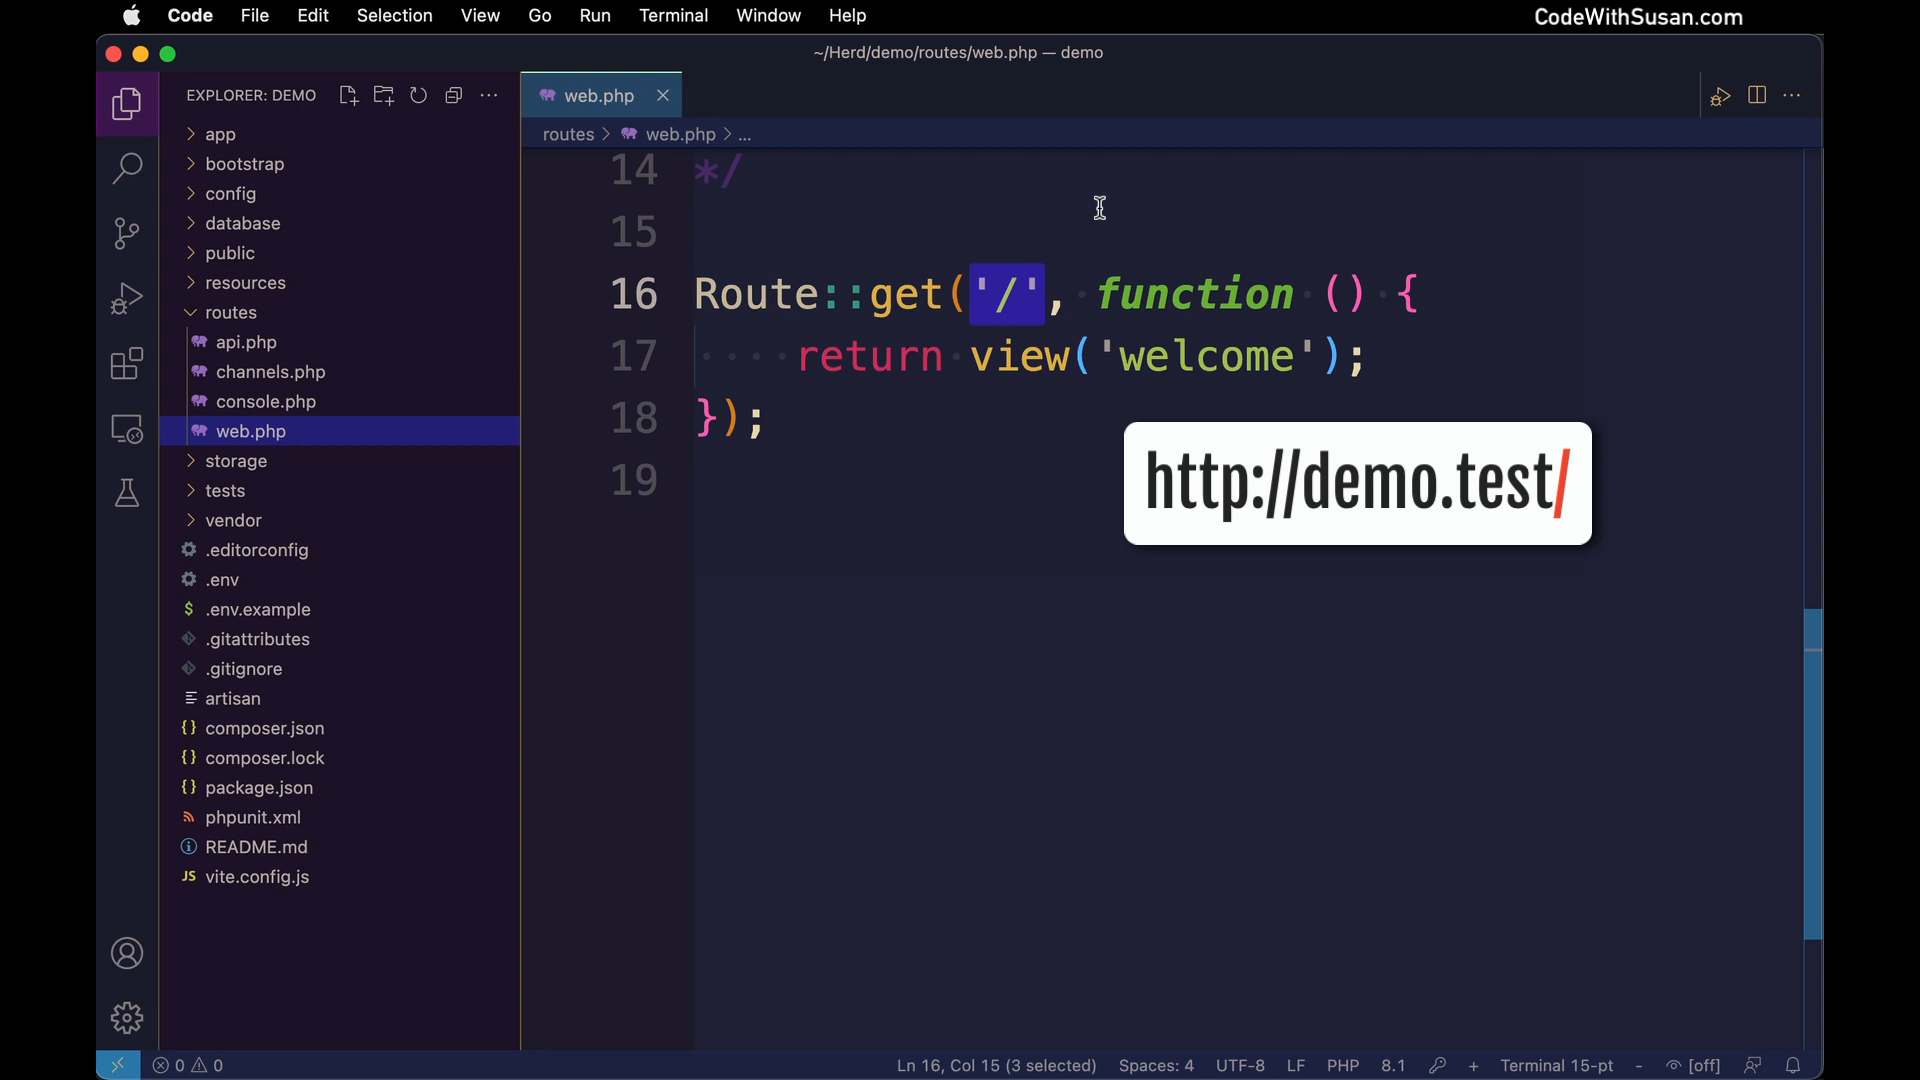 Code File Edit Selection View Go Run Terminal Window Help
CodeWithSusan.com
~/Herd/demo/routes/web.php — demo
EXPLORER: DEMO
web.php
routes > web.php > ...
app
bootstrap
config
database
public
resources
routes
api.php
channels.php
console.php
web.php
storage
tests
vendor
.editorconfig
.env
$ .env.example
.gitattributes
.gitignore
artisan
{} composer.json
{} composer.lock
{} package.json
phpunit.xml
README.md
JS vite.config.js
14 */
15
16 Route::get('/', function () {
17     return view('welcome');
18 });
19
http://demo.test/
0 0
Ln 16, Col 15 (3 selected) Spaces: 4 UTF-8 LF PHP 8.1 + Terminal 15-pt - [off]